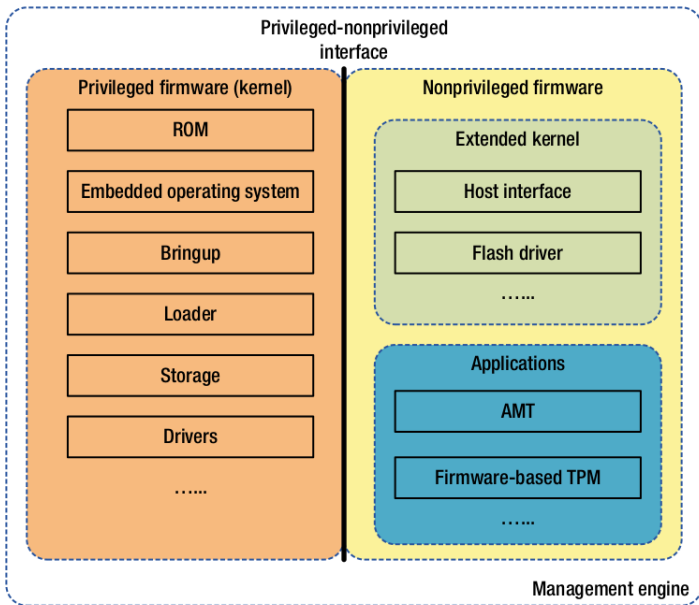 Privileged-nonprivileged
interface
Privileged firmware (kernel)
ROM
Embedded operating system
Bringup
Loader
Storage
Drivers
…...
Nonprivileged firmware
Extended kernel
Host interface
Flash driver
…...
Applications
AMT
Firmware-based TPM
…...
Management engine